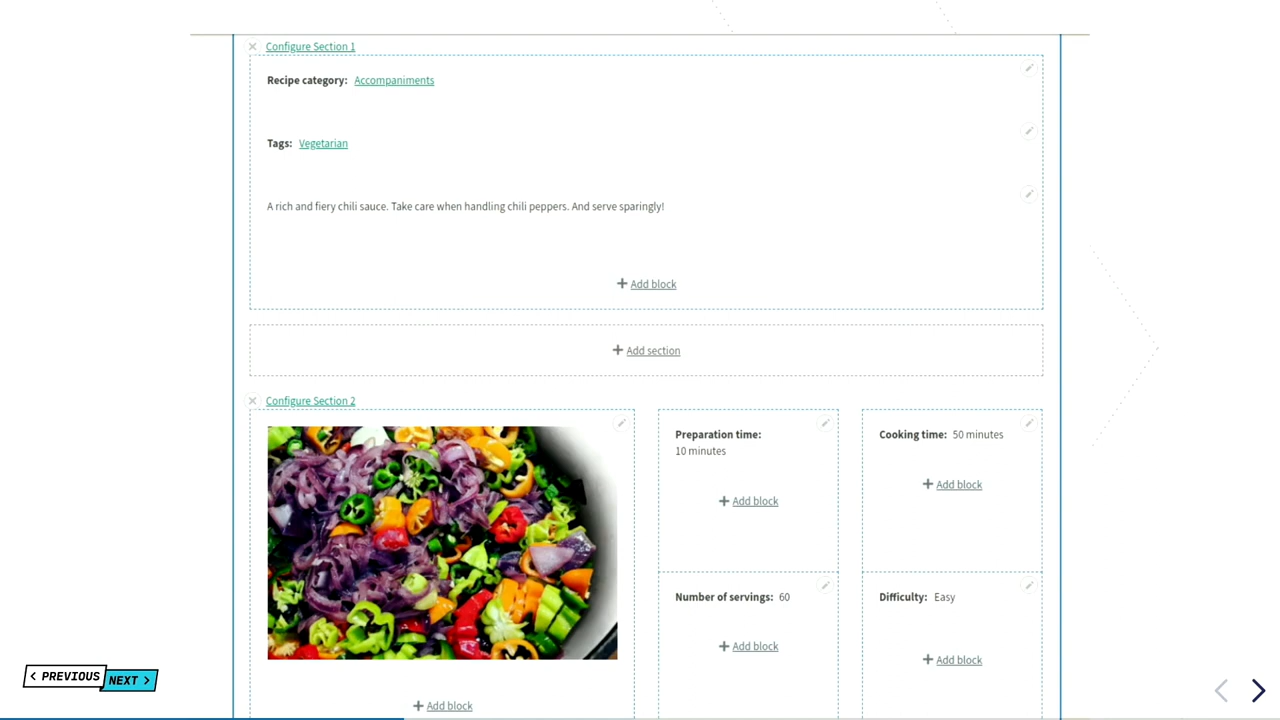 Configure Section 1
Recipe category: Accompaniments
Tags: Vegetarian
A rich and fiery chili sauce. Take care when handling chili peppers. And serve sparingly!
Add block
Add section
Configure Section 2
Preparation time:
10 minutes
Add block
Cooking time: 50 minutes
Add block
Number of servings: 60
Add block
Difficulty: Easy
Add block
Add block
< PREVIOUS
NEXT >